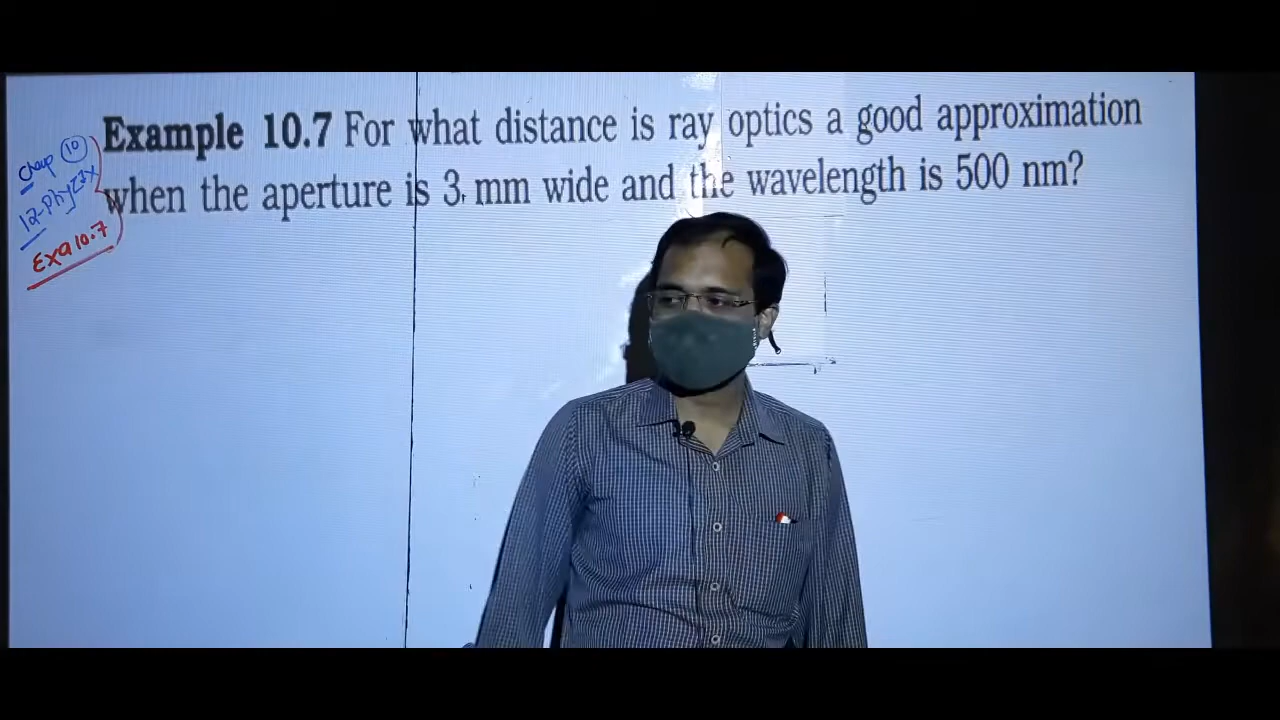 Example 10.7 For what distance is ray optics a good approximation
when the aperture is 3 mm wide and the wavelength is 500 nm?
Chap 10
12-Phyzix
Exa 10.7